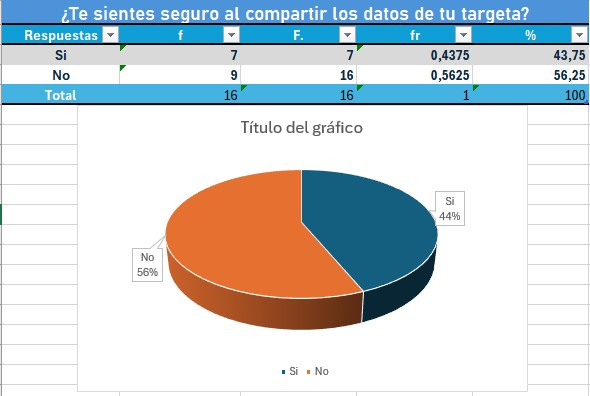 ¿Te sientes seguro al compartir los datos de tu targeta?
Respuestas f F. fr %
Si 7 7 0,4375 43,75
No 9 16 0,5625 56,25
Total 16 16 1 100
Título del gráfico
Si
44%
No
56%
Si No